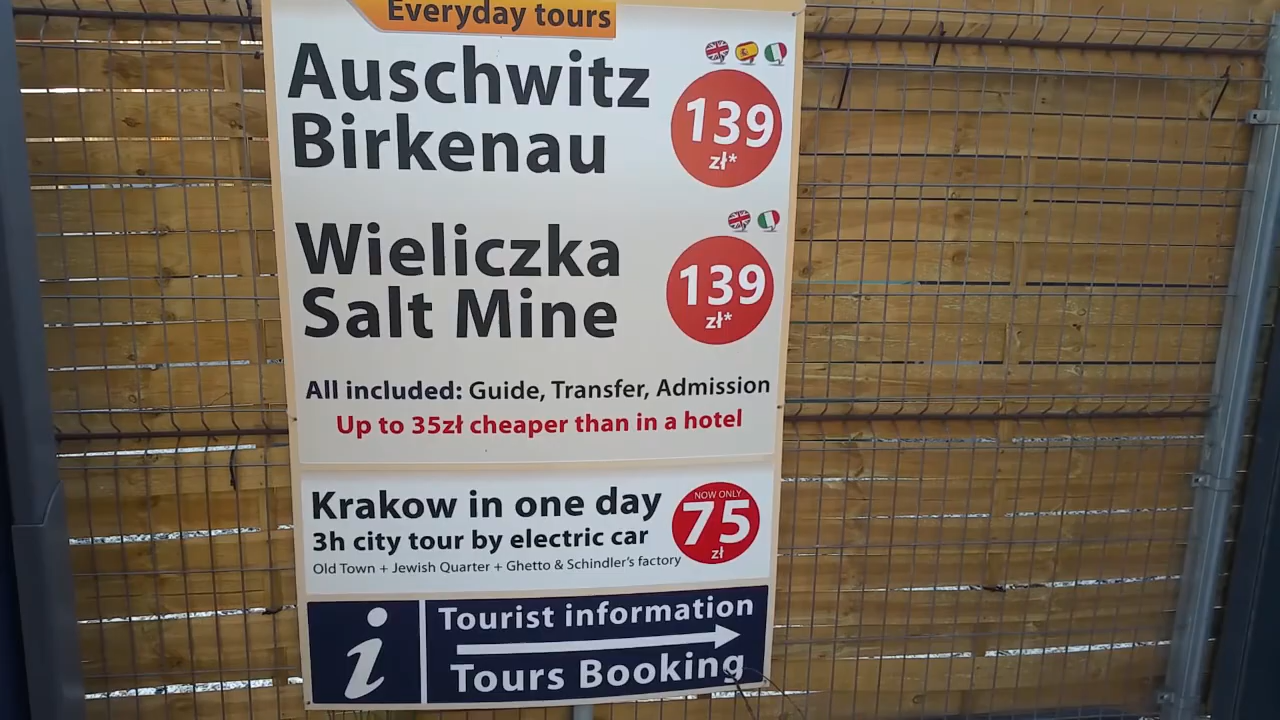 Everyday tours
Auschwitz
Birkenau
139
zł*
Wieliczka
Salt Mine
139
zł*
All included: Guide, Transfer, Admission
Up to 35zł cheaper than in a hotel
Krakow in one day
NOW ONLY
75
zł
3h city tour by electric car
Old Town + Jewish Quarter + Ghetto & Schindler's factory
i
Tourist information
Tours Booking